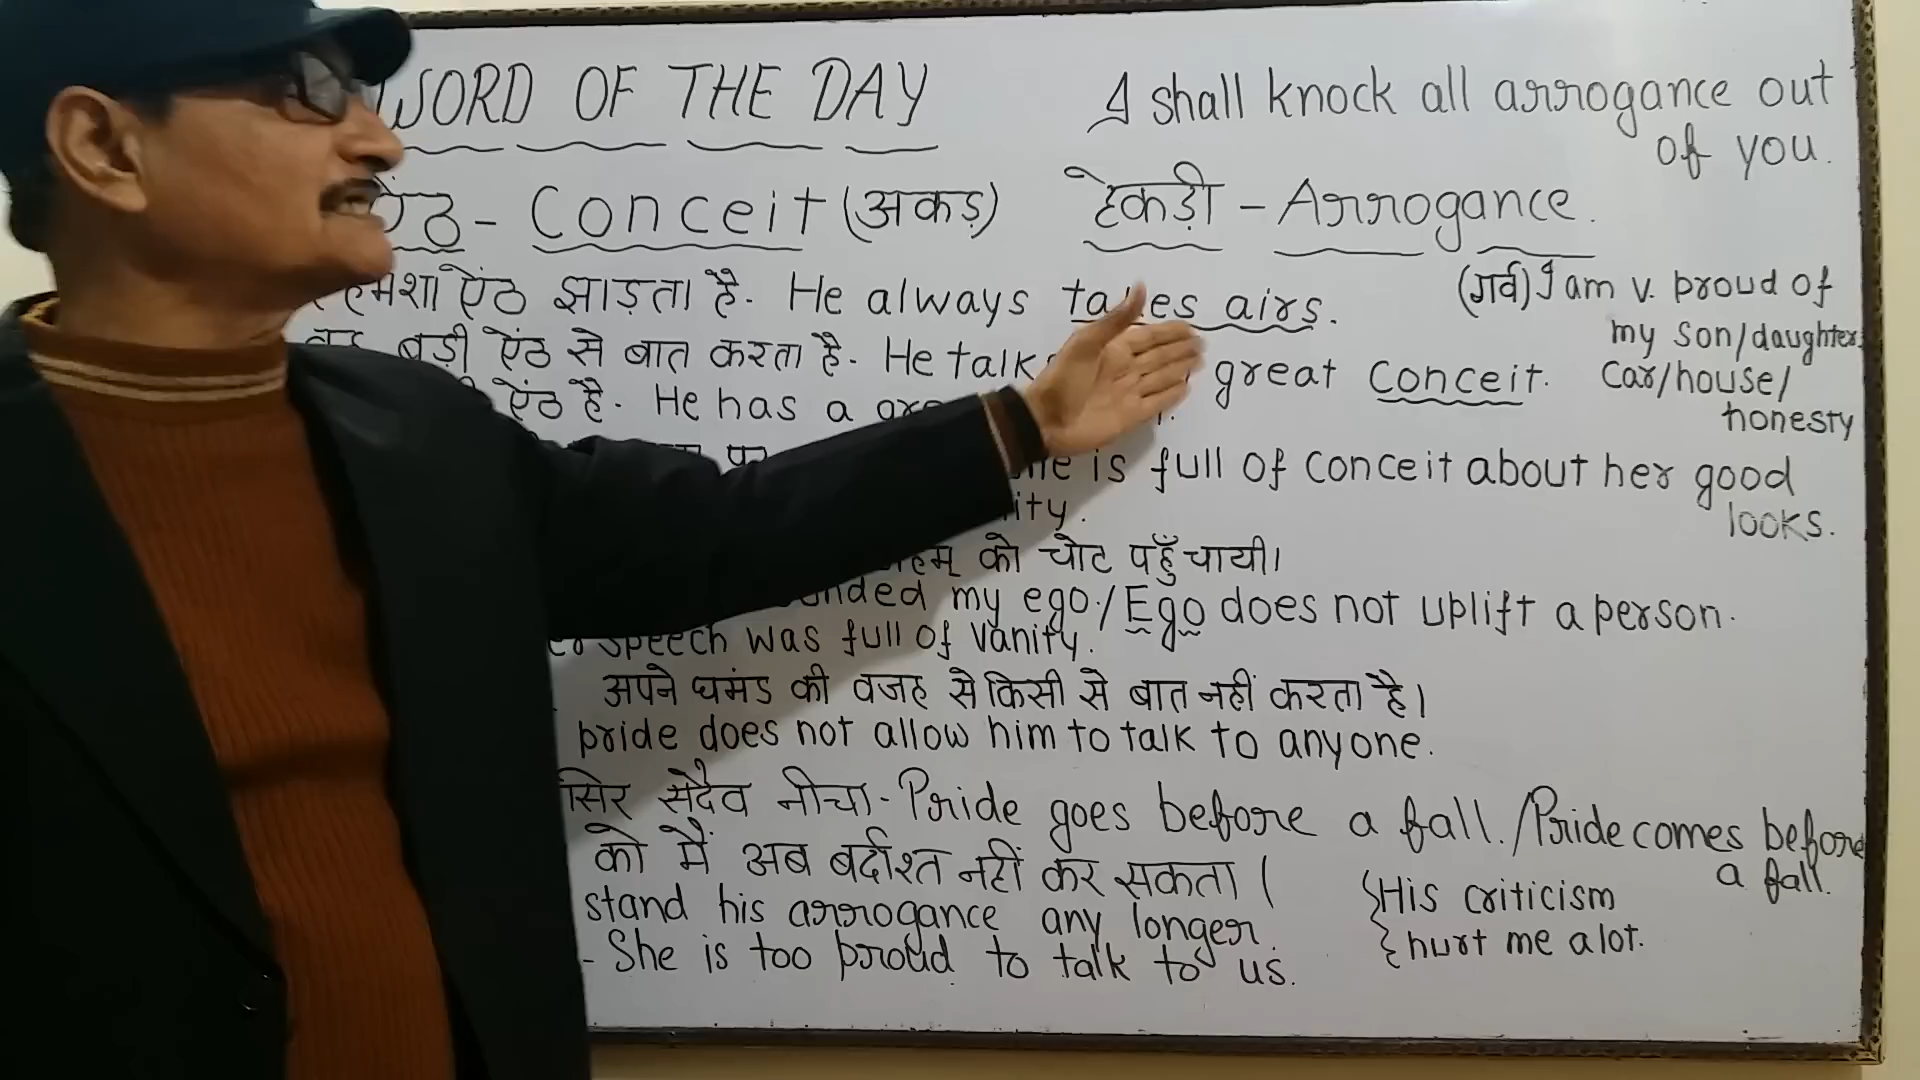 WORD OF THE DAY
I shall knock all arrogance out
of you.
ऐंठ - Conceit (अकड़)
हेकड़ी - Arrogance.
हमेशा ऐंठ झाड़ता है. He always takes airs.
(गर्व) I am v. proud of
my son/daughter
car/house/
honesty
बड़ी ऐंठ से बात करता है. He talk great conceit.
ऐंठ है. He has a
is full of conceit about her good
looks.
को चोट पहुँचायी।
my ego./Ego does not uplift a person.
speech was full of vanity.
अपने घमंड की वजह से किसी से बात नहीं करता है।
pride does not allow him to talk to anyone.
सिर सदैव नीचा - Pride goes before a fall./Pride comes before
a fall.
को मैं अब बर्दाश्त नहीं कर सकता।
stand his arrogance any longer.
- She is too proud to talk to us.
His criticism
hurt me a lot.